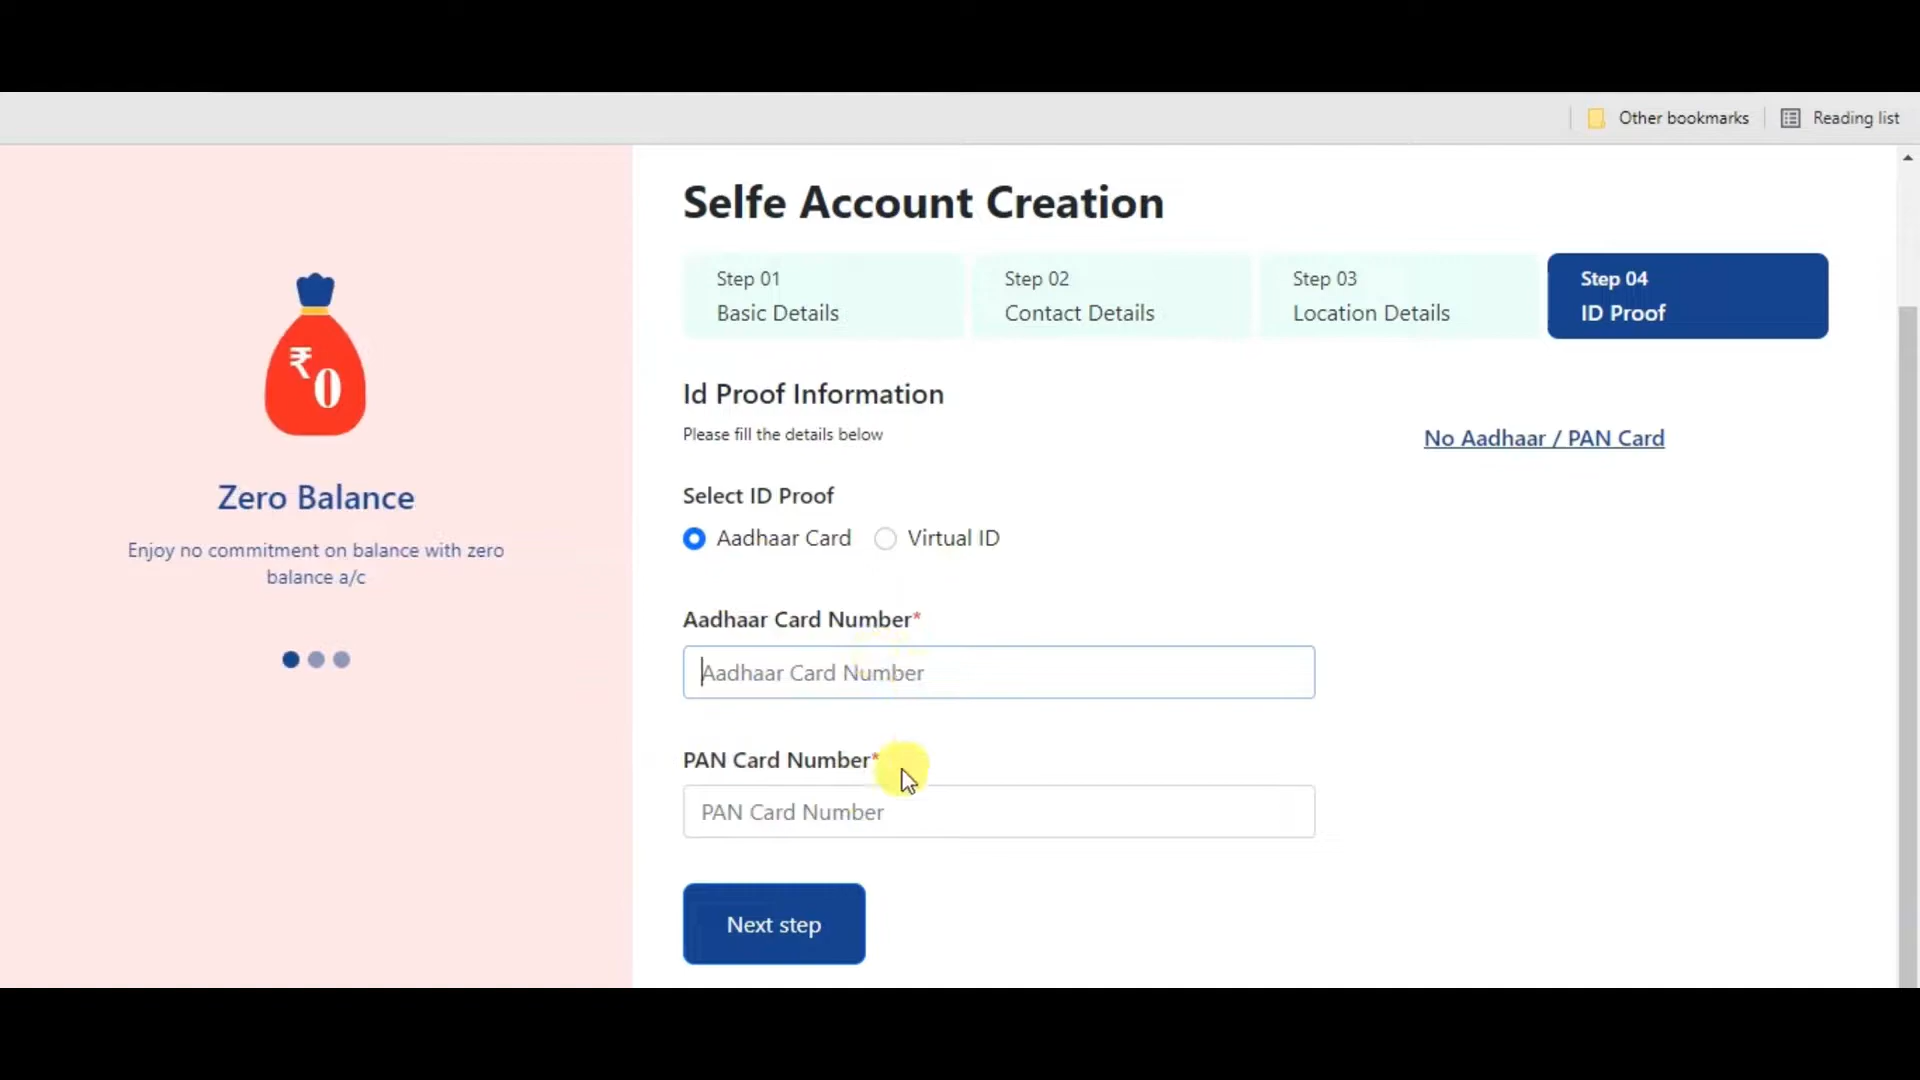 Other bookmarks
Reading list
Selfe Account Creation
Step 01
Basic Details
Step 02
Contact Details
Step 03
Location Details
Step 04
ID Proof
₹0
Zero Balance
Enjoy no commitment on balance with zero
balance a/c
Id Proof Information
Please fill the details below
No Aadhaar / PAN Card
Select ID Proof
Aadhaar Card
Virtual ID
Aadhaar Card Number*
Aadhaar Card Number
PAN Card Number*
PAN Card Number
Next step